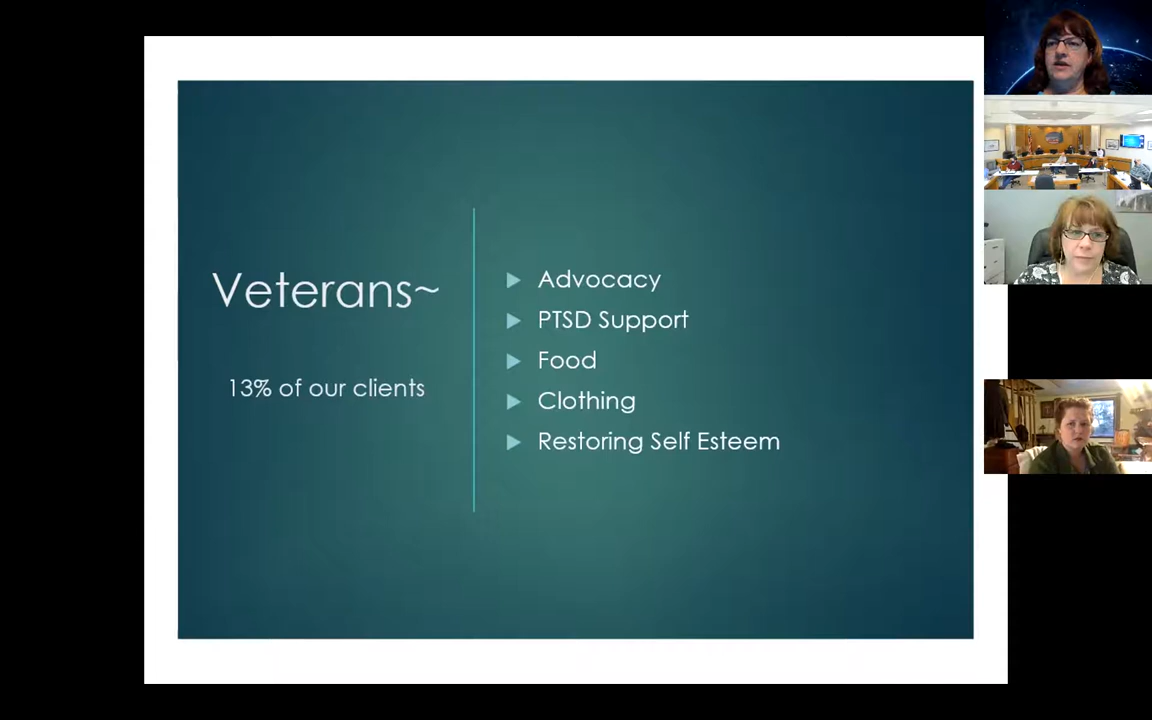 Veterans~
13% of our clients
Advocacy
PTSD Support
Food
Clothing
Restoring Self Esteem